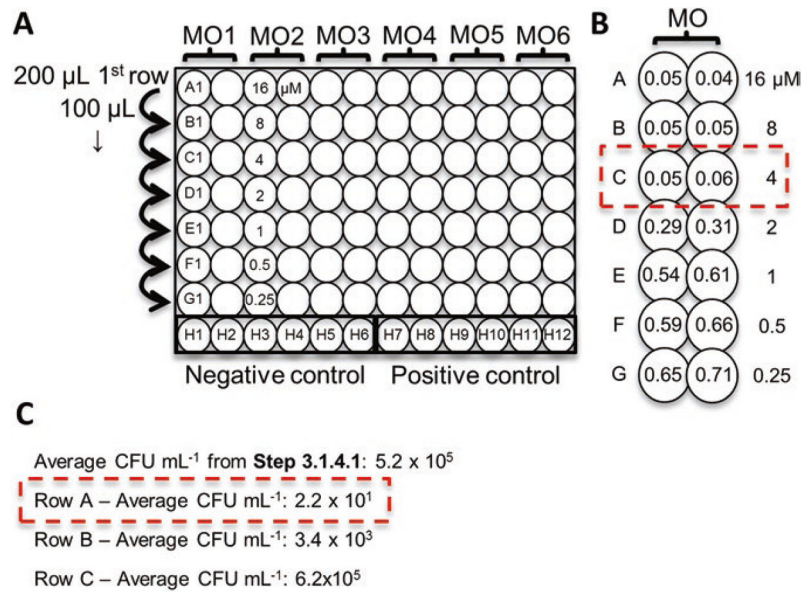 A
MO1 MO2 MO3 MO4 MO5 MO6
200 µL 1st row
100 µL
↓
A1 16 µM
B1 8
C1 4
D1 2
E1 1
F1 0.5
G1 0.25
H1 H2 H3 H4 H5 H6 H7 H8 H9 H10 H11 H12
Negative control Positive control
B
MO
A 0.05 0.04 16 µM
B 0.05 0.05 8
C 0.05 0.06 4
D 0.29 0.31 2
E 0.54 0.61 1
F 0.59 0.66 0.5
G 0.65 0.71 0.25
C
Average CFU mL⁻¹ from Step 3.1.4.1: 5.2 x 10⁵
Row A – Average CFU mL⁻¹: 2.2 x 10¹
Row B – Average CFU mL⁻¹: 3.4 x 10³
Row C – Average CFU mL⁻¹: 6.2x10⁵